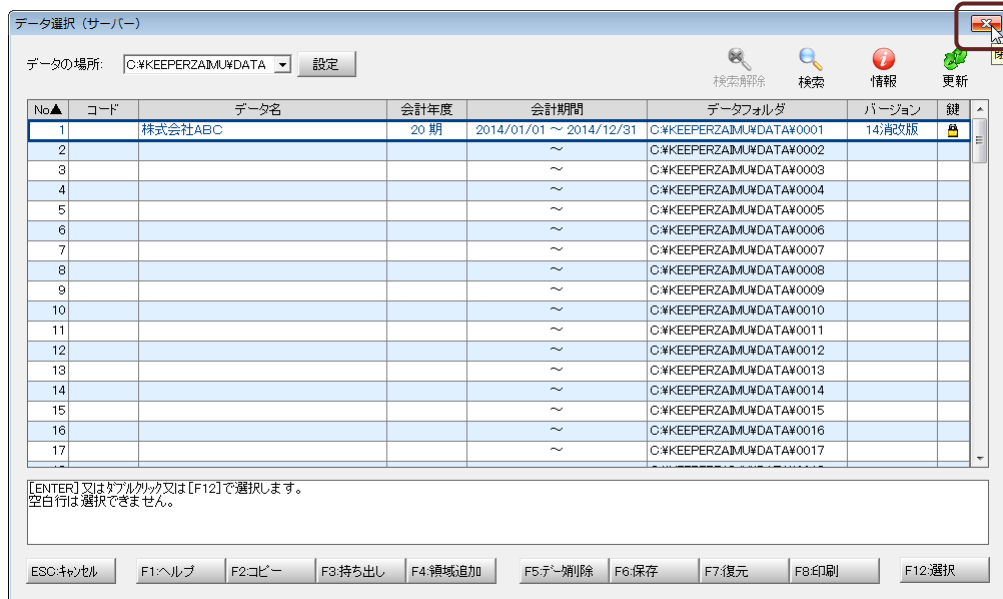 データ選択（サーバー）
データの場所: C:¥KEEPERZAIMU¥DATA 設定 検索解除 検索 情報 更新
No▲ コード データ名 会計年度 会計期間 データフォルダ バージョン 鍵
1 株式会社ABC 20 期 2014/01/01 ～ 2014/12/31 C:¥KEEPERZAIMU¥DATA¥0001 14消改版
2 ～ C:¥KEEPERZAIMU¥DATA¥0002
3 ～ C:¥KEEPERZAIMU¥DATA¥0003
4 ～ C:¥KEEPERZAIMU¥DATA¥0004
5 ～ C:¥KEEPERZAIMU¥DATA¥0005
6 ～ C:¥KEEPERZAIMU¥DATA¥0006
7 ～ C:¥KEEPERZAIMU¥DATA¥0007
8 ～ C:¥KEEPERZAIMU¥DATA¥0008
9 ～ C:¥KEEPERZAIMU¥DATA¥0009
10 ～ C:¥KEEPERZAIMU¥DATA¥0010
11 ～ C:¥KEEPERZAIMU¥DATA¥0011
12 ～ C:¥KEEPERZAIMU¥DATA¥0012
13 ～ C:¥KEEPERZAIMU¥DATA¥0013
14 ～ C:¥KEEPERZAIMU¥DATA¥0014
15 ～ C:¥KEEPERZAIMU¥DATA¥0015
16 ～ C:¥KEEPERZAIMU¥DATA¥0016
17 ～ C:¥KEEPERZAIMU¥DATA¥0017
[ENTER]又はﾀﾞﾌﾞﾙｸﾘｯｸ又は[F12]で選択します。
空白行は選択できません。
ESC:ｷｬﾝｾﾙ F1:ヘルプ F2:コピー F3:持ち出し F4:領域追加 F5:ﾃﾞｰﾀ削除 F6:保存 F7:復元 F8:印刷 F12:選択